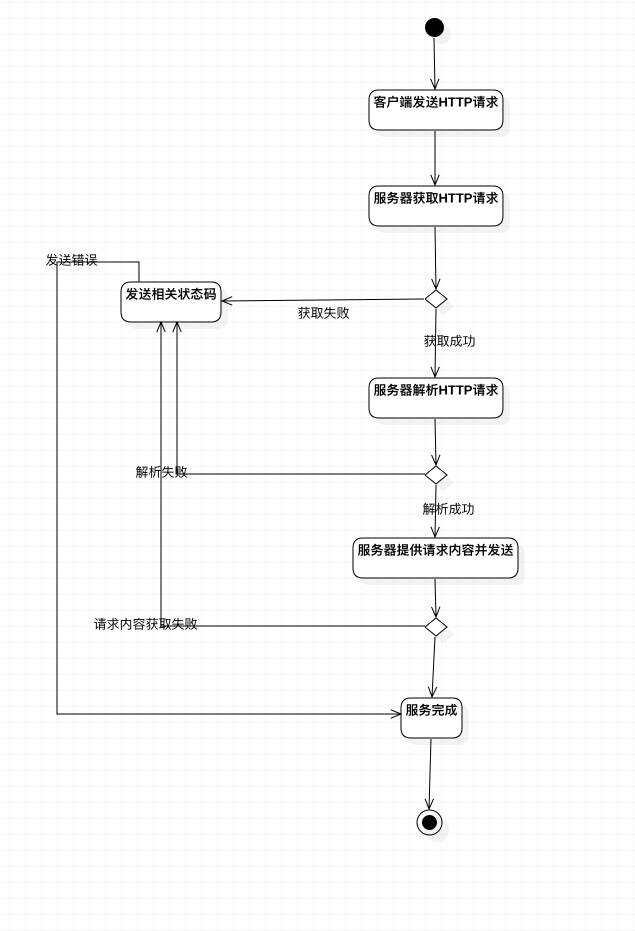 客户端发送HTTP请求
服务器获取HTTP请求
发送错误
发送相关状态码
获取失败
获取成功
服务器解析HTTP请求
解析失败
解析成功
服务器提供请求内容并发送
请求内容获取失败
服务完成